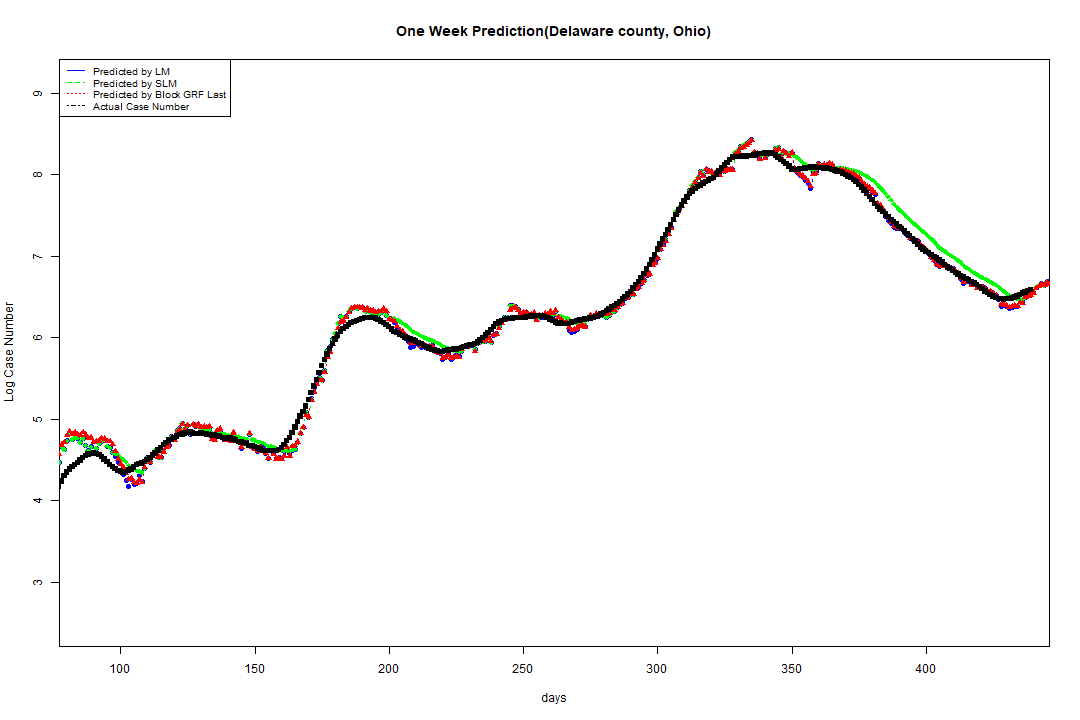 One Week Prediction(Delaware county, Ohio)
Predicted by LM
Predicted by SLM
Predicted by Block GRF Last
Actual Case Number
9
8
7
6
5
4
3
Log Case Number
100 150 200 250 300 350 400
days